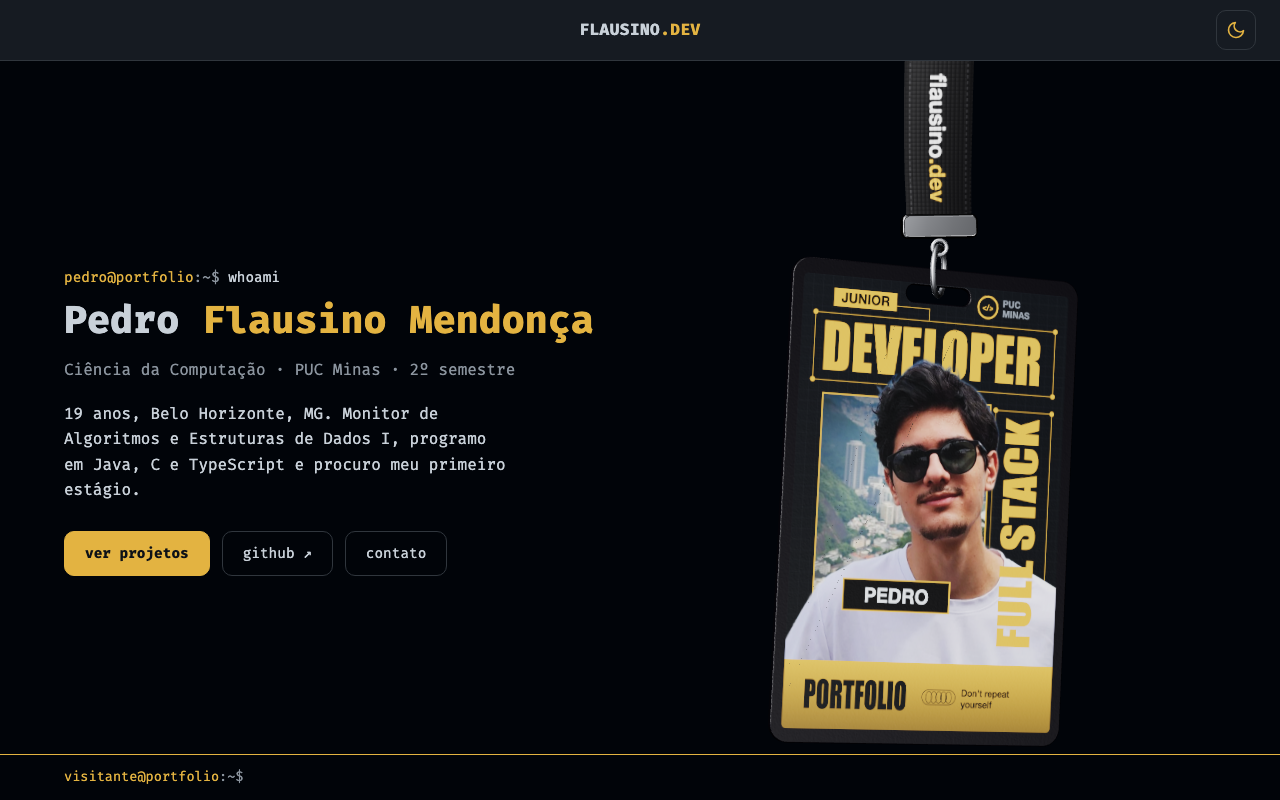 FLAUSINO.DEV
flausino.dev
pedro@portfolio:~$ whoami
Pedro Flausino Mendonça
Ciência da Computação · PUC Minas · 2º semestre
19 anos, Belo Horizonte, MG. Monitor de
Algoritmos e Estruturas de Dados I, programo
em Java, C e TypeScript e procuro meu primeiro
estágio.
ver projetos
github ↗
contato
JUNIOR
</>
PUC
MINAS
DEVELOPER
FULL STACK
PEDRO
PORTFOLIO
Don't repeat
yourself
visitante@portfolio:~$